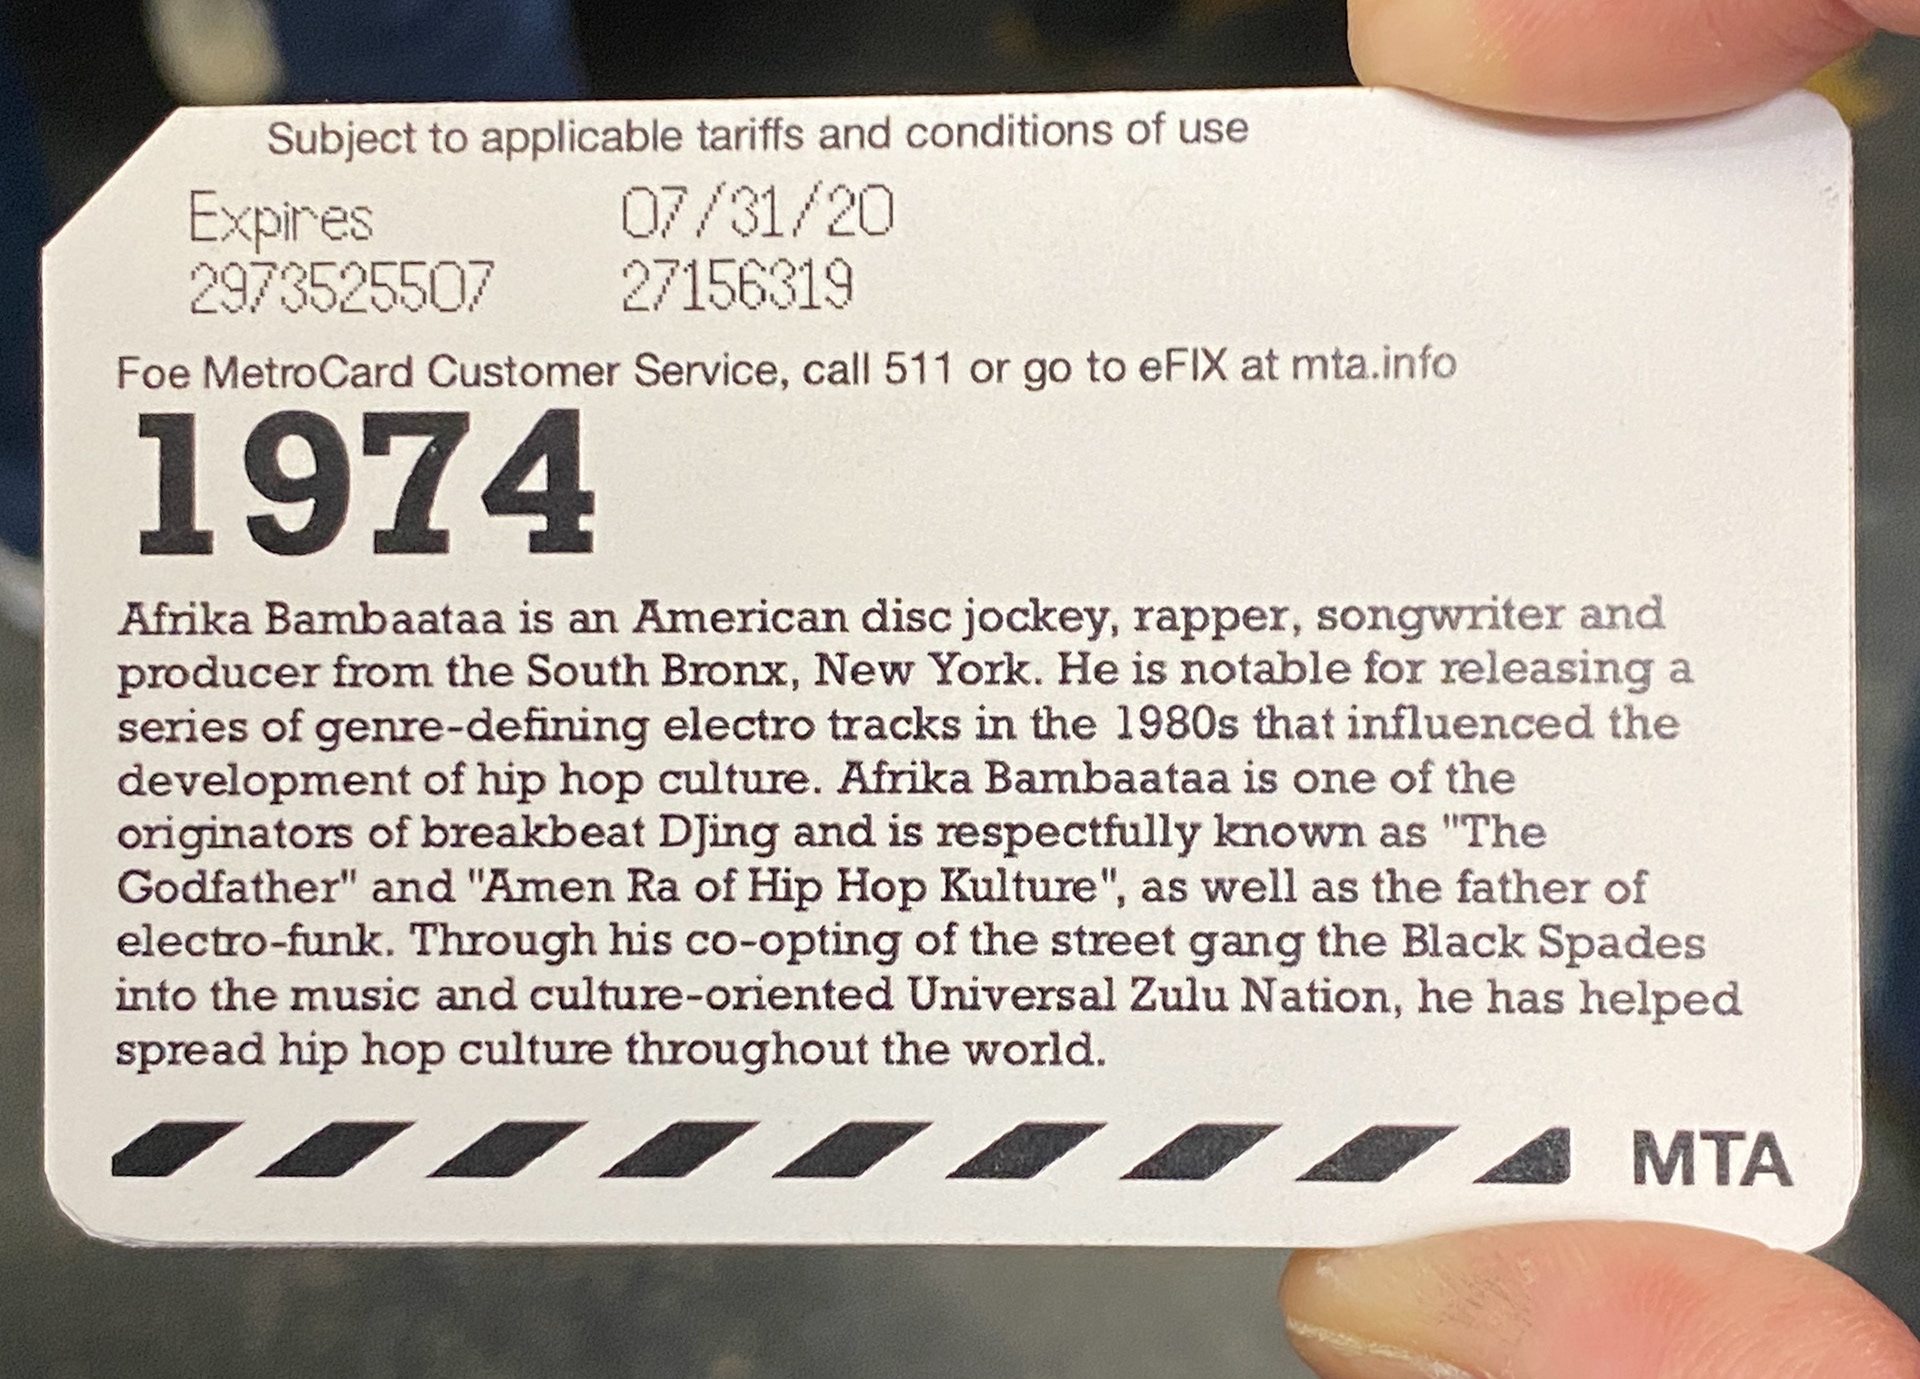 Subject to applicable tariffs and conditions of use
Expires 07/31/20
2973525507 27156319
Foe MetroCard Customer Service, call 511 or go to eFIX at mta.info
1974
Afrika Bambaataa is an American disc jockey, rapper, songwriter and
producer from the South Bronx, New York. He is notable for releasing a
series of genre-defining electro tracks in the 1980s that influenced the
development of hip hop culture. Afrika Bambaataa is one of the
originators of breakbeat DJing and is respectfully known as "The
Godfather" and "Amen Ra of Hip Hop Kulture", as well as the father of
electro-funk. Through his co-opting of the street gang the Black Spades
into the music and culture-oriented Universal Zulu Nation, he has helped
spread hip hop culture throughout the world.
MTA